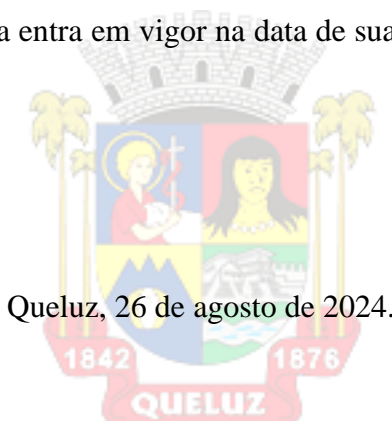 a entra em vigor na data de sua
Queluz, 26 de agosto de 2024.
1842 1876
QUELUZ